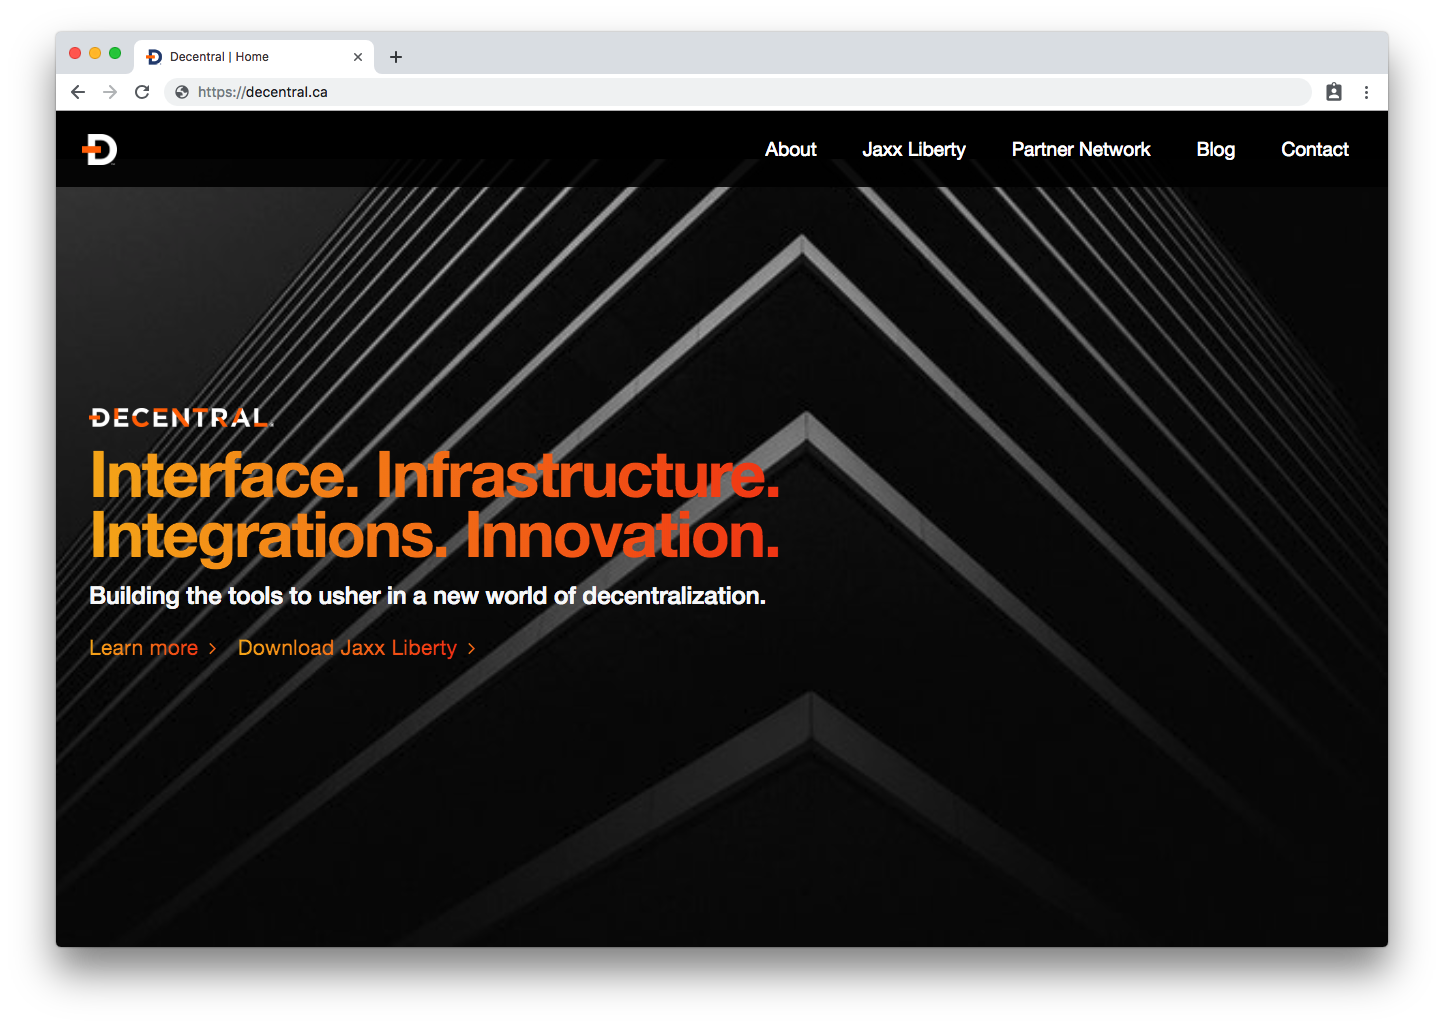 Decentral | Home
https://decentral.ca
D
About Jaxx Liberty Partner Network Blog Contact
DECENTRAL
Interface. Infrastructure.
Integrations. Innovation.
Building the tools to usher in a new world of decentralization.
Learn more > Download Jaxx Liberty >